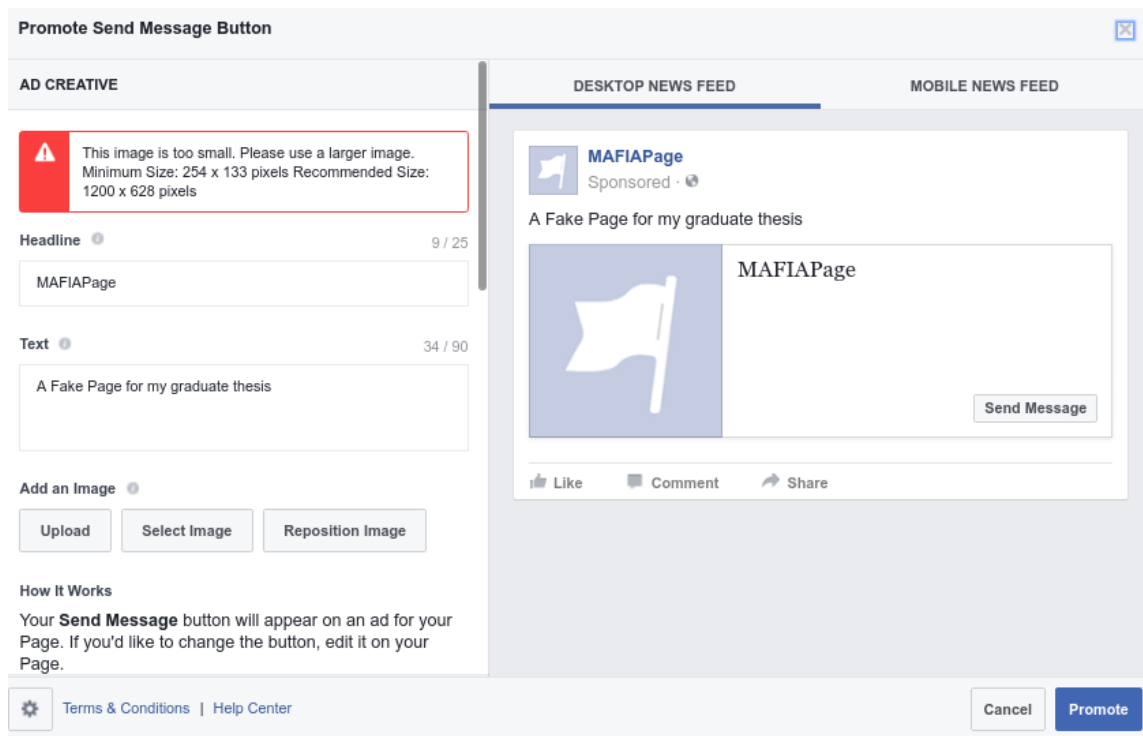 Promote Send Message Button
AD CREATIVE
This image is too small. Please use a larger image.
Minimum Size: 254 x 133 pixels Recommended Size:
1200 x 628 pixels
Headline
9 / 25
MAFIAPage
Text
34 / 90
A Fake Page for my graduate thesis
Add an Image
Upload
Select Image
Reposition Image
How It Works
Your Send Message button will appear on an ad for your
Page. If you'd like to change the button, edit it on your
Page.
DESKTOP NEWS FEED
MOBILE NEWS FEED
MAFIAPage
Sponsored ·
A Fake Page for my graduate thesis
MAFIAPage
Send Message
Like
Comment
Share
Terms & Conditions | Help Center
Cancel
Promote